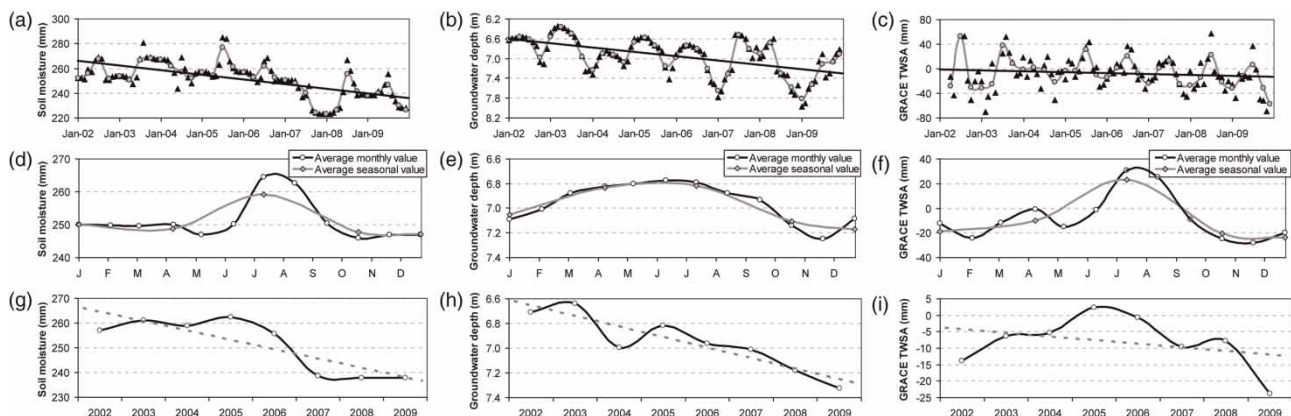 (a)
Soil moisture (mm)
300
280
260
240
220
Jan-02 Jan-03 Jan-04 Jan-05 Jan-06 Jan-07 Jan-08 Jan-09
(b)
Groundwater depth (m)
6.2
6.6
7.0
7.4
7.8
8.2
Jan-02 Jan-03 Jan-04 Jan-05 Jan-06 Jan-07 Jan-08 Jan-09
(c)
GRACE TWSA (mm)
80
40
0
-40
-80
Jan-02 Jan-03 Jan-04 Jan-05 Jan-06 Jan-07 Jan-08 Jan-09
(d)
Soil moisture (mm)
270
260
250
240
Average monthly value
Average seasonal value
J F M A M J J A S O N D
(e)
Groundwater depth (m)
6.6
6.8
7.0
7.2
7.4
Average monthly value
Average seasonal value
J F M A M J J A S O N D
(f)
GRACE TWSA (mm)
40
20
0
-20
-40
Average monthly value
Average seasonal value
J F M A M J J A S O N D
(g)
Soil moisture (mm)
270
260
250
240
230
2002 2003 2004 2005 2006 2007 2008 2009
(h)
Groundwater depth (m)
6.6
6.8
7.0
7.2
7.4
2002 2003 2004 2005 2006 2007 2008 2009
(i)
GRACE TWSA (mm)
5
0
-5
-10
-15
-20
-25
2002 2003 2004 2005 2006 2007 2008 2009